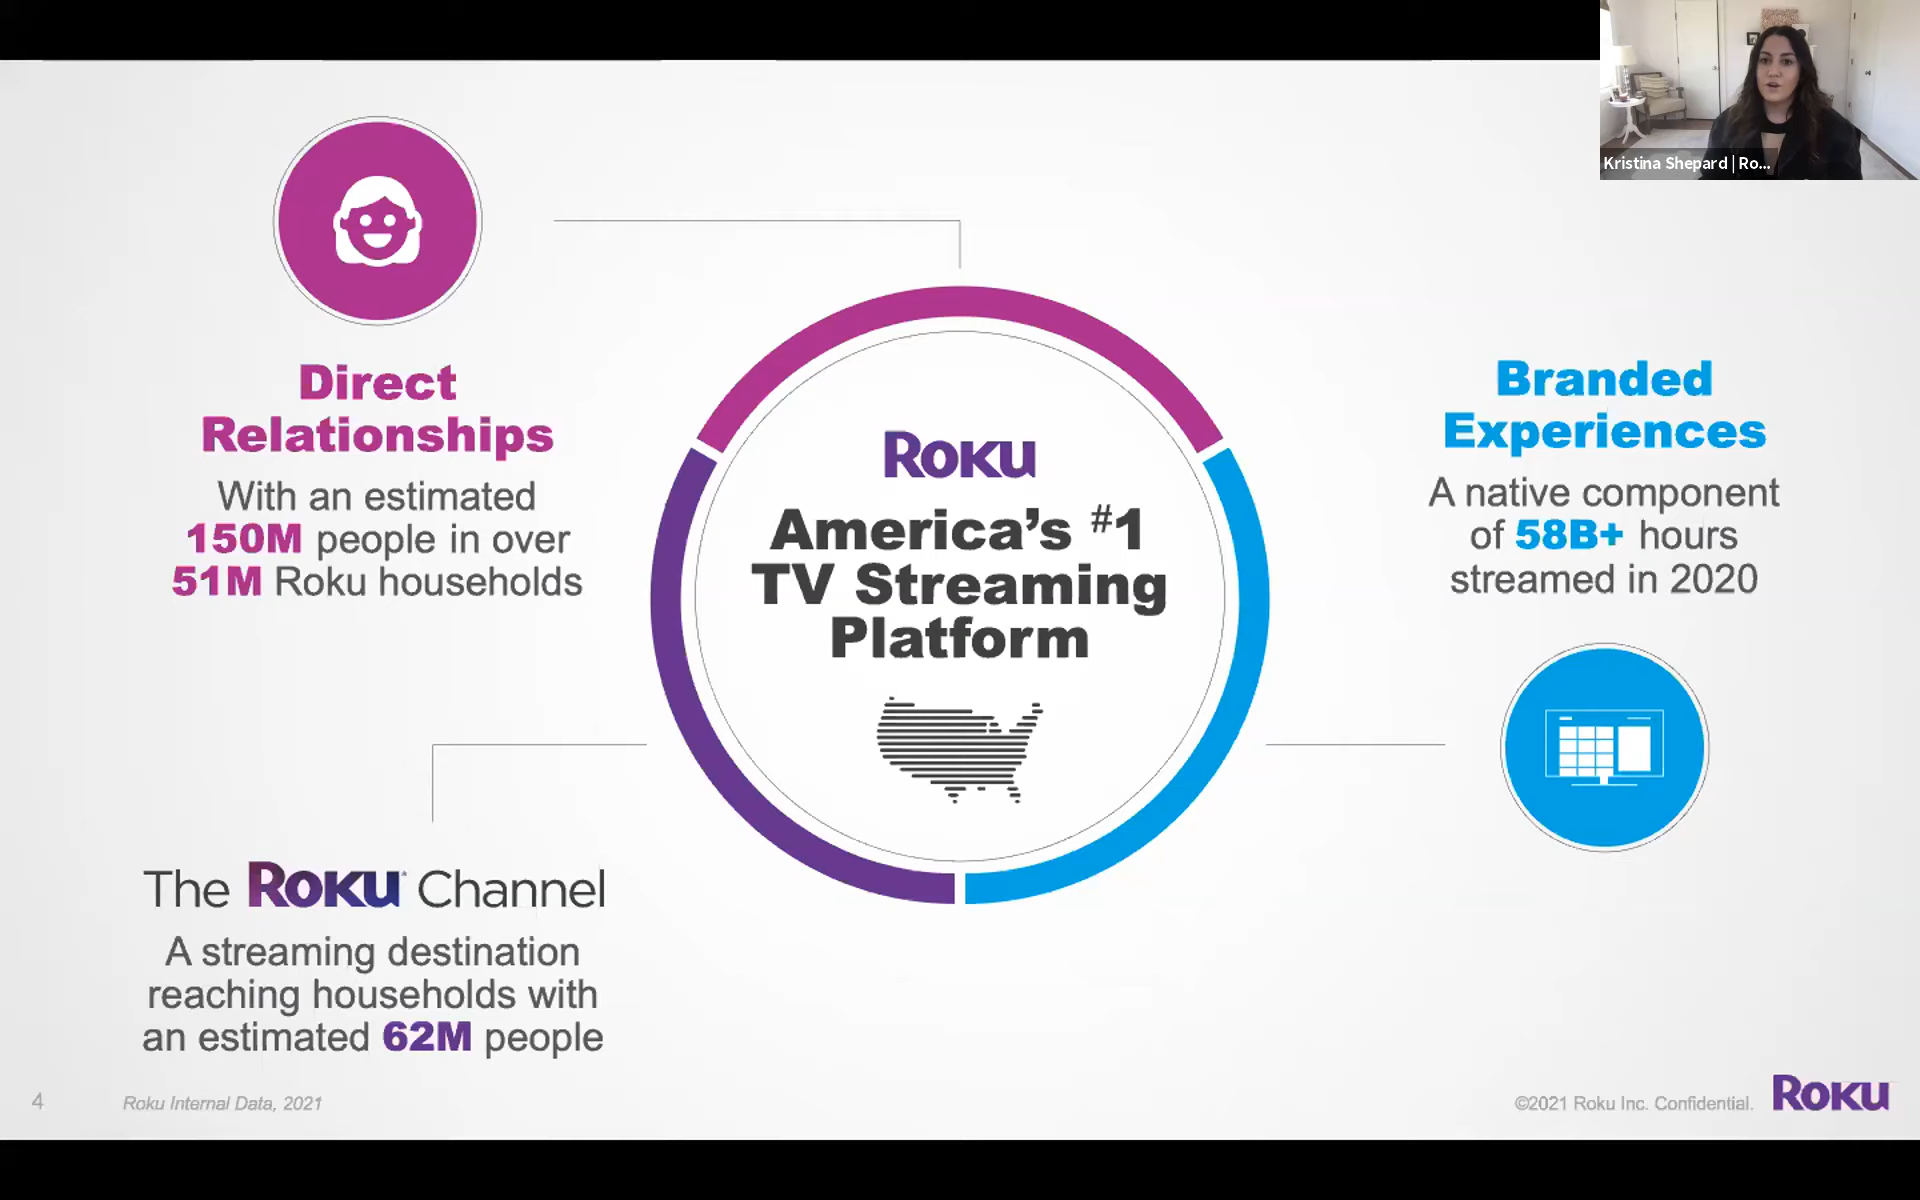 Kristina Shepard | Ro...
Direct
Relationships
With an estimated
150M people in over
51M Roku households
Roku
America's #1
TV Streaming
Platform
Branded
Experiences
A native component
of 58B+ hours
streamed in 2020
The Roku Channel
A streaming destination
reaching households with
an estimated 62M people
4
Roku Internal Data, 2021
©2021 Roku Inc. Confidential.
Roku